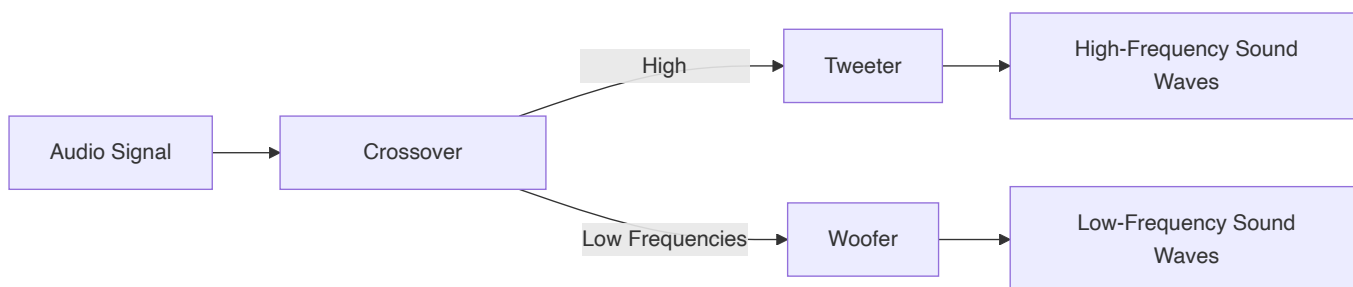 Audio Signal
Crossover
High
Tweeter
High-Frequency Sound
Waves
Low Frequencies
Woofer
Low-Frequency Sound
Waves